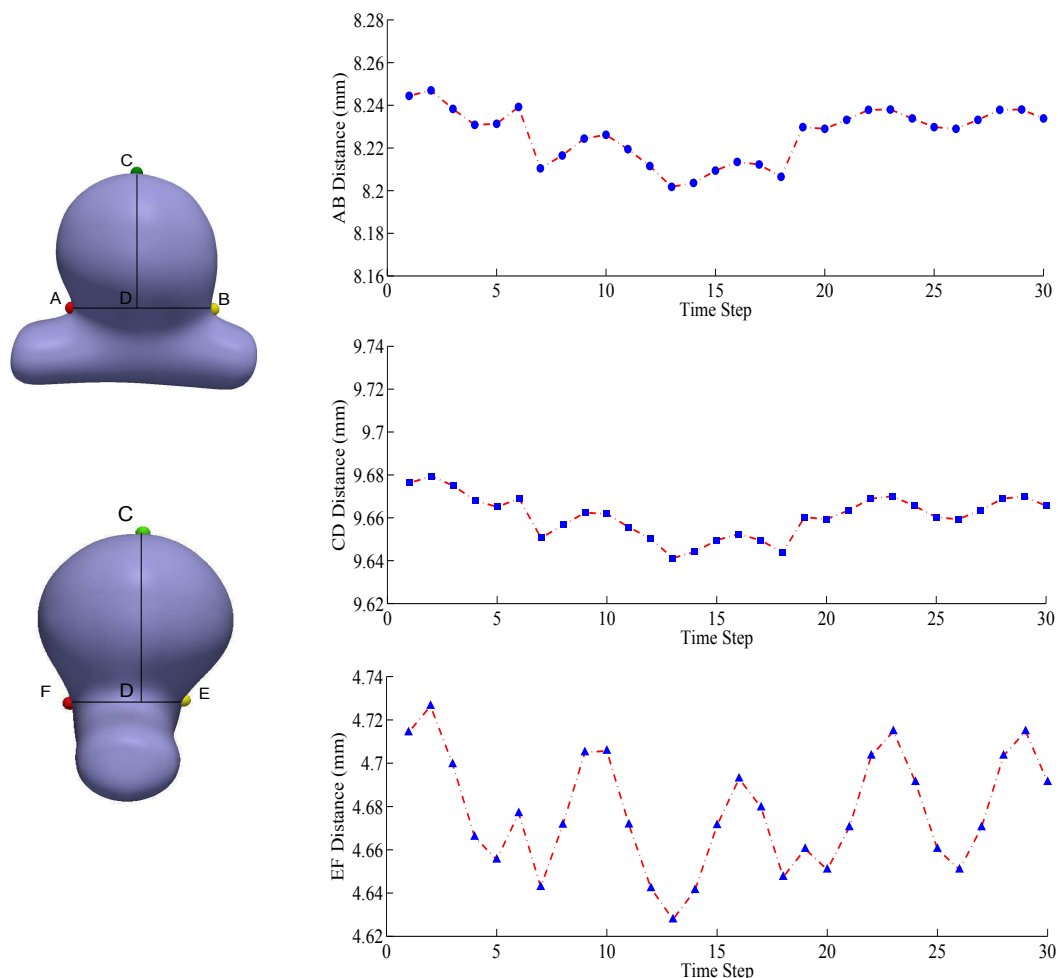 C
A
D
B
C
F
D
E
8.28
8.26
8.24
8.22
8.2
8.18
8.16
AB Distance (mm)
0 5 10 15 20 25 30
Time Step
9.74
9.72
9.7
9.68
9.66
9.64
9.62
CD Distance (mm)
0 5 10 15 20 25 30
Time Step
4.74
4.72
4.7
4.68
4.66
4.64
4.62
EF Distance (mm)
0 5 10 15 20 25 30
Time Step